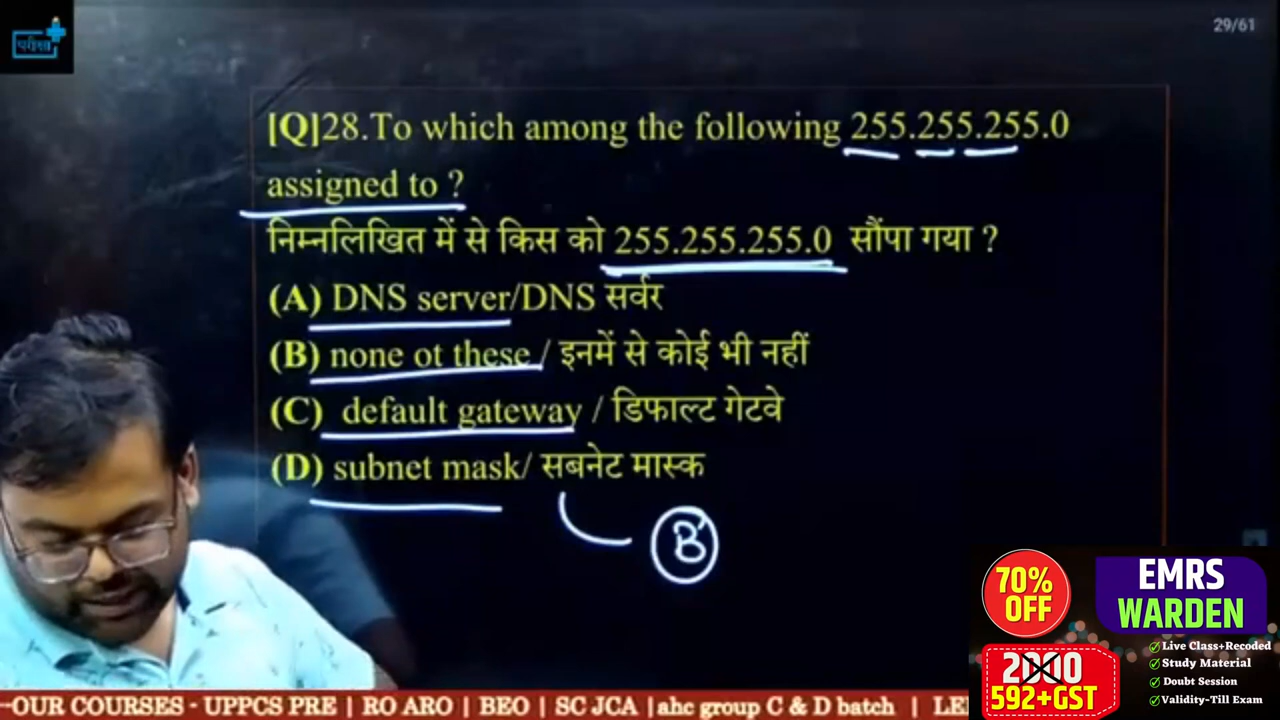 परीक्षा
29/61
[Q]28.To which among the following 255.255.255.0
assigned to ?
निम्नलिखित में से किस को 255.255.255.0 सौंपा गया ?
(A) DNS server/DNS सर्वर
(B) none ot these / इनमें से कोई भी नहीं
(C) default gateway / डिफाल्ट गेटवे
(D) subnet mask/ सबनेट मास्क
B
70%
OFF
EMRS
WARDEN
2000
592+GST
Live Class+Recoded
Study Material
Doubt Session
Validity-Till Exam
-OUR COURSES - UPPCS PRE | RO ARO | BEO | SC JCA |ahc group C & D batch | LE